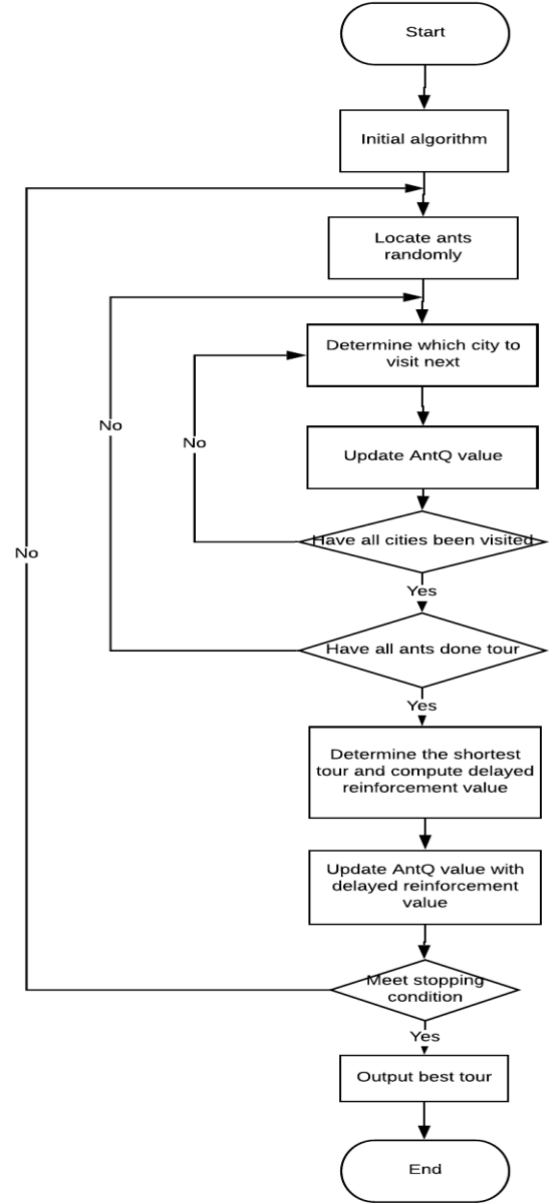 Start
Initial algorithm
Locate ants
randomly
Determine which city to
visit next
No
No
Update AntQ value
Have all cities been visited
No
Yes
Have all ants done tour
Yes
Determine the shortest
tour and compute delayed
reinforcement value
Update AntQ value with
delayed reinforcement
value
Meet stopping
condition
Yes
Output best tour
End